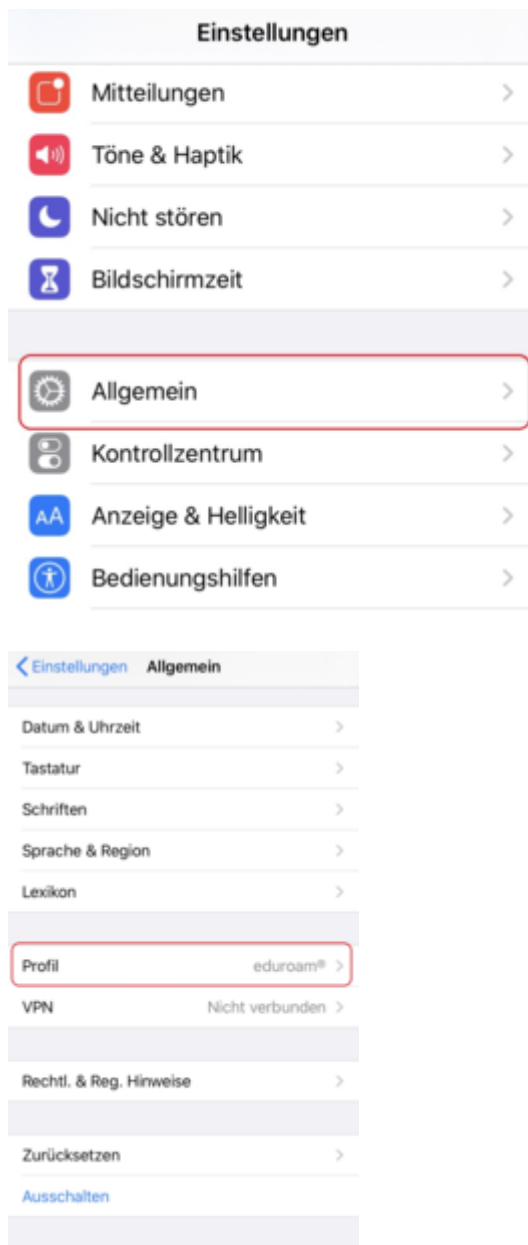 Einstellungen
Mitteilungen
Töne & Haptik
Nicht stören
Bildschirmzeit
Allgemein
Kontrollzentrum
AA Anzeige & Helligkeit
Bedienungshilfen
Einstellungen Allgemein
Datum & Uhrzeit
Tastatur
Schriften
Sprache & Region
Lexikon
Profil eduroam®
VPN Nicht verbunden
Rechtl. & Reg. Hinweise
Zurücksetzen
Ausschalten